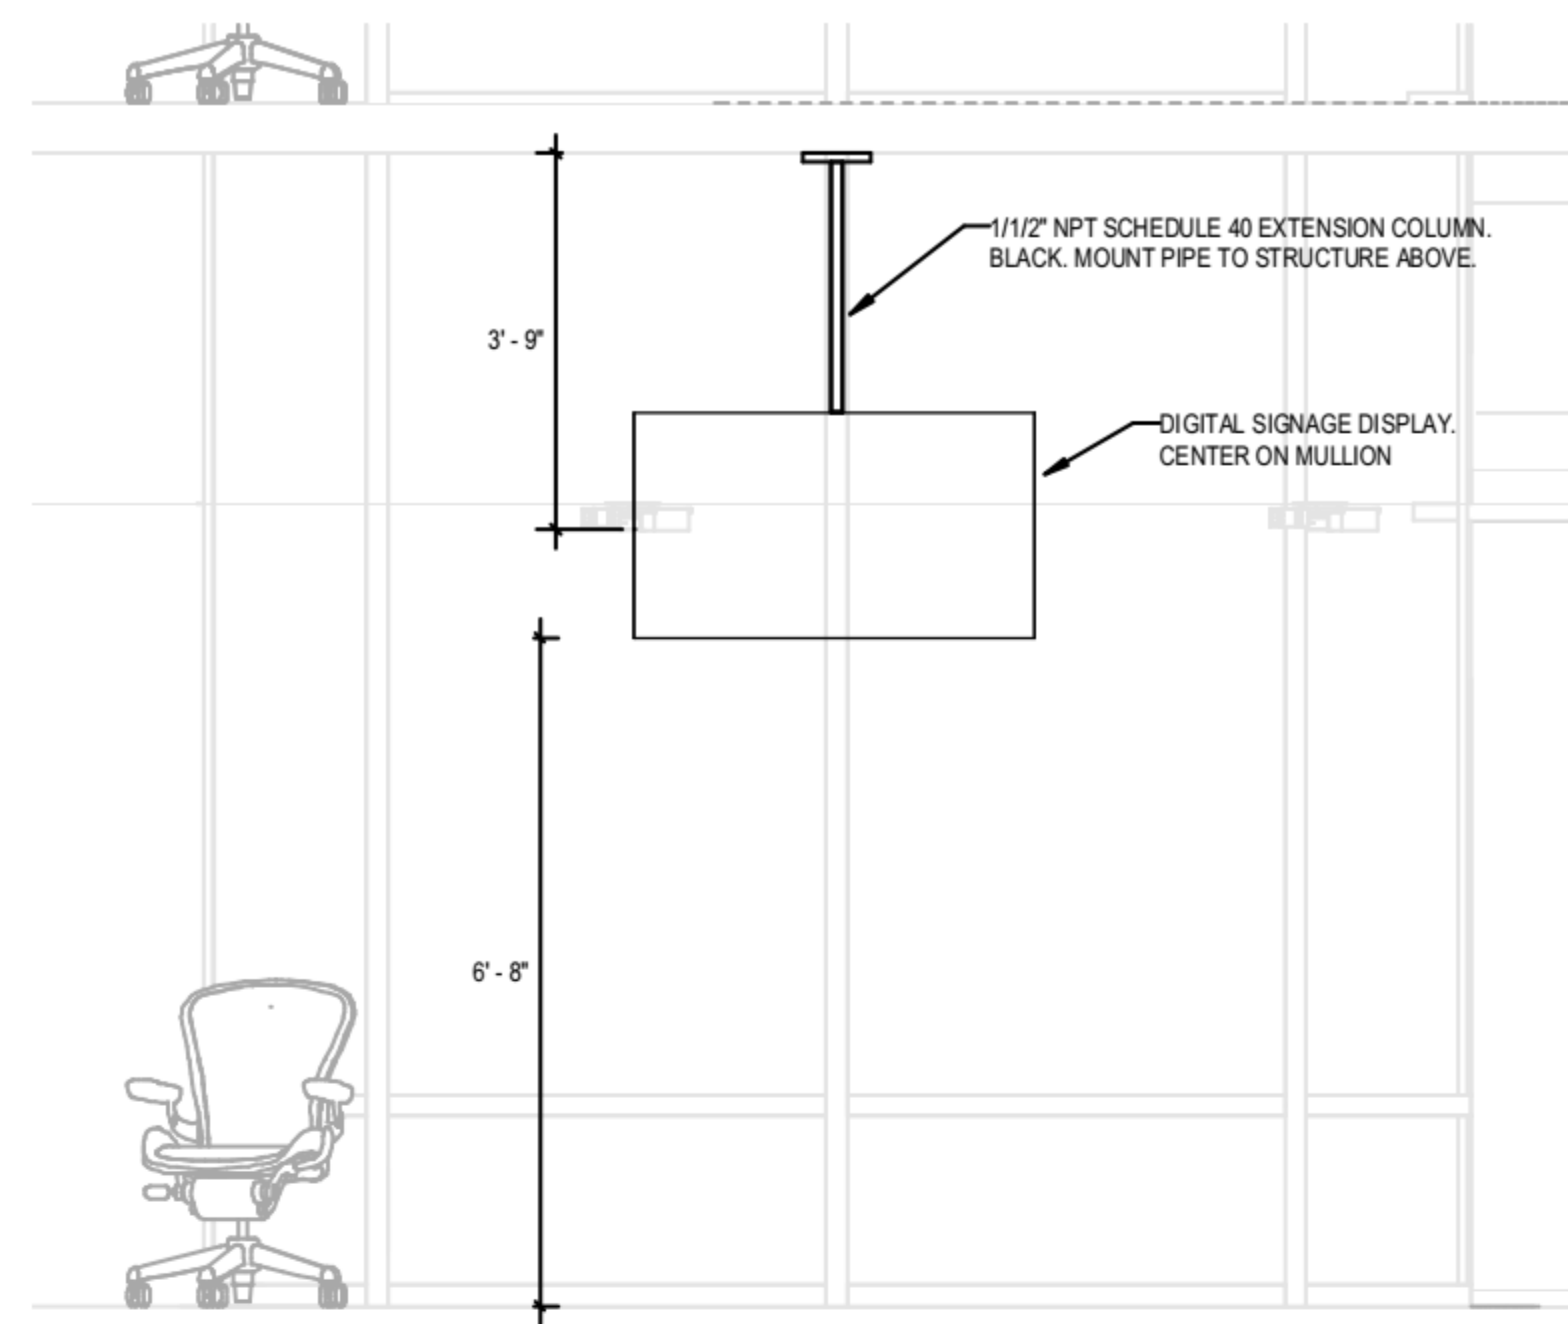 1/1/2" NPT SCHEDULE 40 EXTENSION COLUMN.
BLACK. MOUNT PIPE TO STRUCTURE ABOVE.
3' - 9"
DIGITAL SIGNAGE DISPLAY.
CENTER ON MULLION
6' - 8"